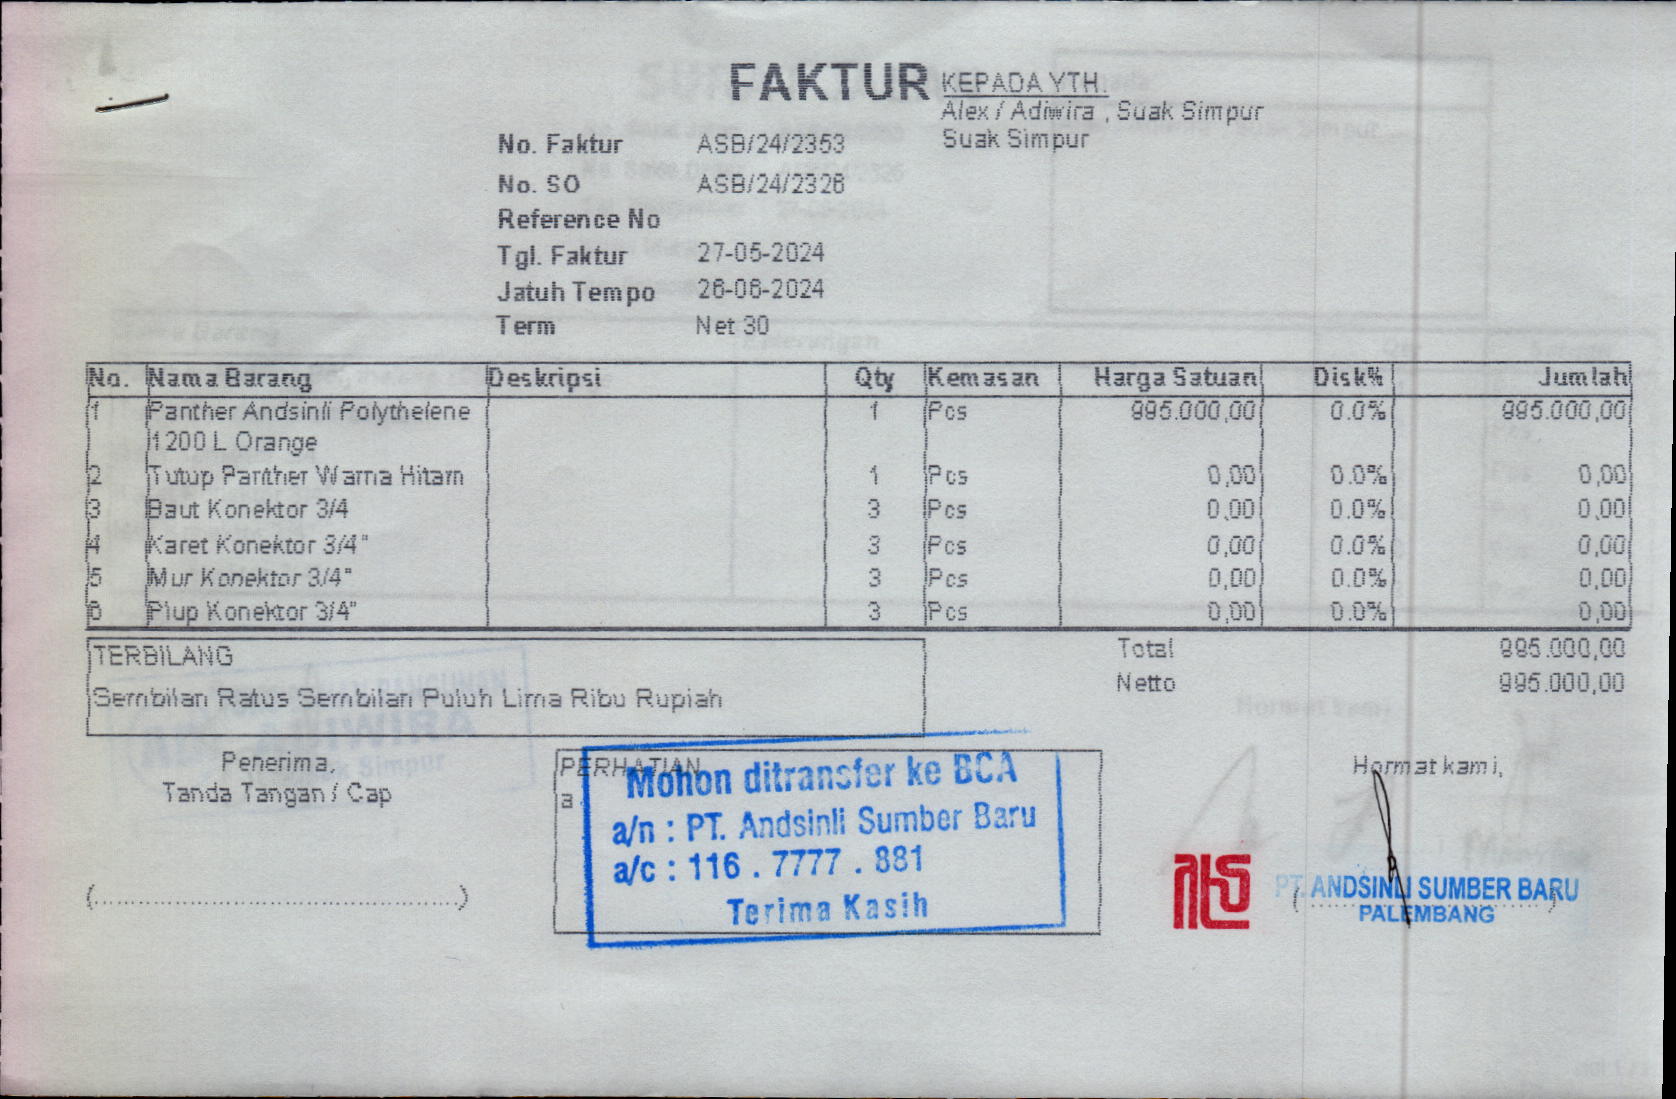 FAKTUR
KEPADA YTH.
Alex / Adiwira , Suak Simpur
Suak Simpur
No. Faktur ASB/24/2353
No. SO ASB/24/2328
Reference No
Tgl. Faktur 27-05-2024
Jatuh Tempo 26-06-2024
Term Net 30
No. Nama Barang Deskripsi Qty Kemasan Harga Satuan Disk% Jumlah
1 Panther Andsinli Polythelene 1 Pcs 995.000,00 0.0% 995.000,00
1200 L Orange
2 Tutup Panther Warna Hitam 1 Pcs 0,00 0.0% 0,00
3 Baut Konektor 3/4 3 Pcs 0,00 0.0% 0,00
4 Karet Konektor 3/4" 3 Pcs 0,00 0.0% 0,00
5 Mur Konektor 3/4" 3 Pcs 0,00 0.0% 0,00
6 Plup Konektor 3/4" 3 Pcs 0,00 0.0% 0,00
TERBILANG
Sembilan Ratus Sembilan Puluh Lima Ribu Rupiah
Total 995.000,00
Netto 995.000,00
Penerima,
Tanda Tangan / Cap
(........................................)
PERHATIAN
a
Mohon ditransfer ke BCA
a/n : PT. Andsinli Sumber Baru
a/c : 116 . 7777 . 881
Terima Kasih
Hormat kami,
PT. ANDSINLI SUMBER BARU
PALEMBANG